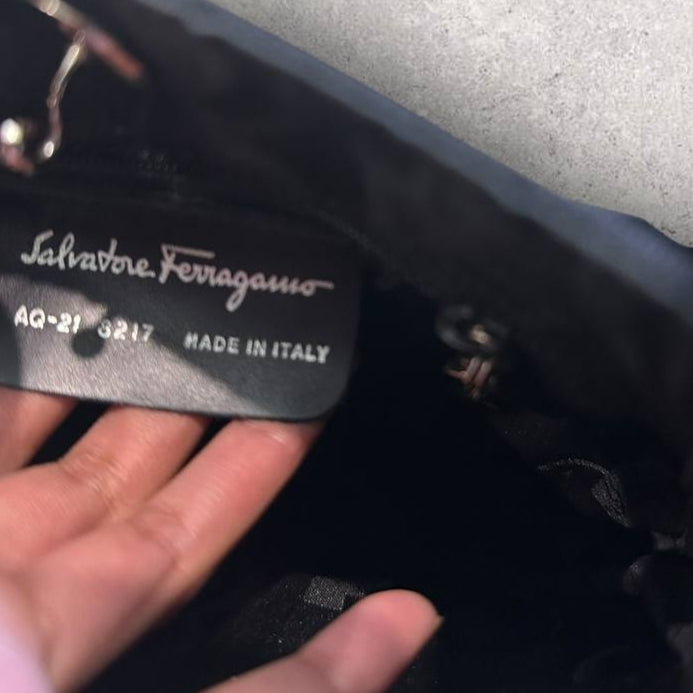 Salvatore Ferragamo
AQ-21 3217 MADE IN ITALY